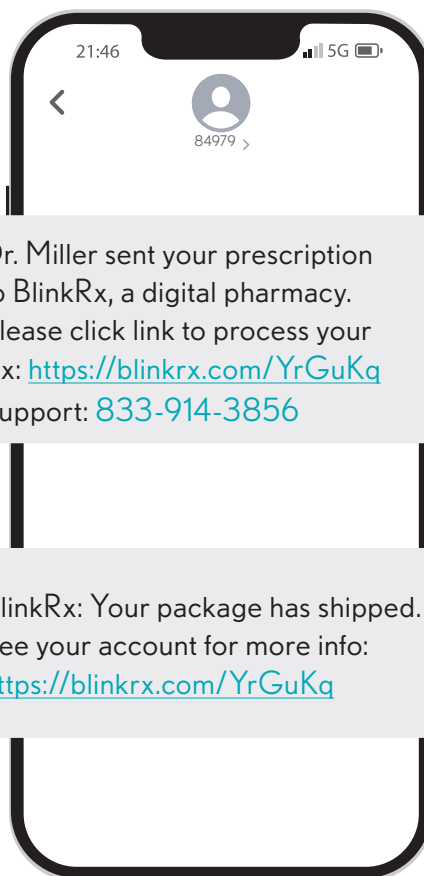 21:46 5G
84979 >
r. Miller sent your prescription
o BlinkRx, a digital pharmacy.
lease click link to process your
x: https://blinkrx.com/YrGuKq
upport: 833-914-3856
linkRx: Your package has shipped.
ee your account for more info:
ttps://blinkrx.com/YrGuKq